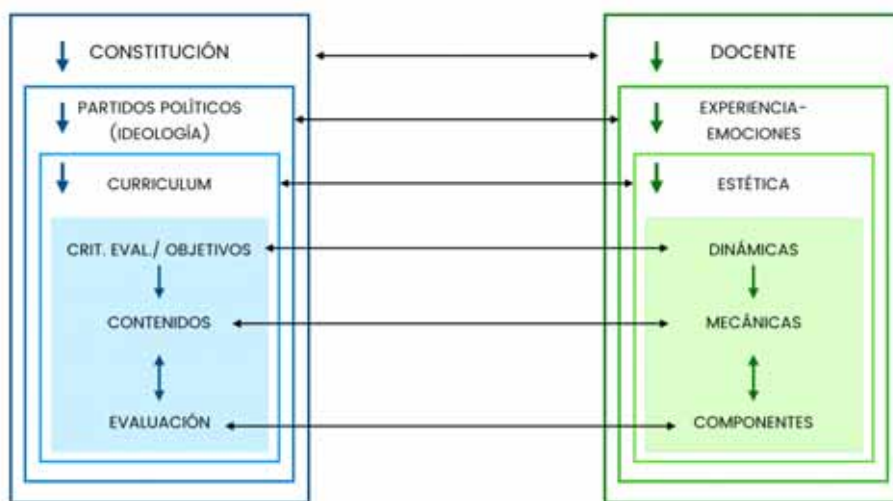 CONSTITUCIÓN
PARTIDOS POLÍTICOS
(IDEOLOGÍA)
CURRICULUM
CRIT. EVAL./ OBJETIVOS
CONTENIDOS
EVALUACIÓN
DOCENTE
EXPERIENCIA-
EMOCIONES
ESTÉTICA
DINÁMICAS
MECÁNICAS
COMPONENTES